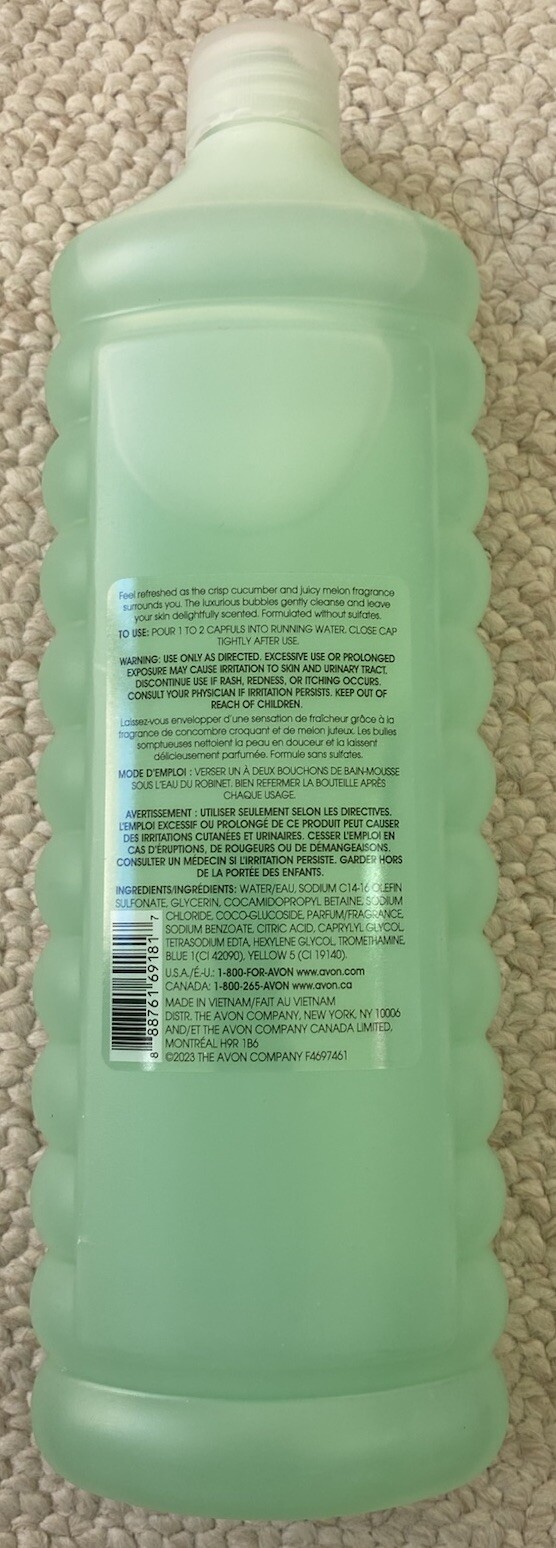 Feel refreshed as the crisp cucumber and juicy melon fragrance
surrounds you. The luxurious bubbles gently cleanse and leave
your skin delightfully scented. Formulated without sulfates.
TO USE: POUR 1 TO 2 CAPFULS INTO RUNNING WATER. CLOSE CAP
TIGHTLY AFTER USE.
WARNING: USE ONLY AS DIRECTED. EXCESSIVE USE OR PROLONGED
EXPOSURE MAY CAUSE IRRITATION TO SKIN AND URINARY TRACT.
DISCONTINUE USE IF RASH, REDNESS, OR ITCHING OCCURS.
CONSULT YOUR PHYSICIAN IF IRRITATION PERSISTS. KEEP OUT OF
REACH OF CHILDREN.
Laissez-vous envelopper d'une sensation de fraîcheur grâce à la
fragrance de concombre croquant et de melon juteux. Les bulles
somptueuses nettoient la peau en douceur et la laissent
délicieusement parfumée. Formule sans sulfates.
MODE D'EMPLOI : VERSER UN À DEUX BOUCHONS DE BAIN-MOUSSE
SOUS L'EAU DU ROBINET. BIEN REFERMER LA BOUTEILLE APRÈS
CHAQUE USAGE.
AVERTISSEMENT : UTILISER SEULEMENT SELON LES DIRECTIVES.
L'EMPLOI EXCESSIF OU PROLONGÉ DE CE PRODUIT PEUT CAUSER
DES IRRITATIONS CUTANÉES ET URINAIRES. CESSER L'EMPLOI EN
CAS D'ÉRUPTIONS, DE ROUGEURS OU DE DÉMANGEAISONS.
CONSULTER UN MÉDECIN SI L'IRRITATION PERSISTE. GARDER HORS
DE LA PORTÉE DES ENFANTS.
INGREDIENTS/INGRÉDIENTS: WATER/EAU, SODIUM C14-16 OLEFIN
SULFONATE, GLYCERIN, COCAMIDOPROPYL BETAINE, SODIUM
CHLORIDE, COCO-GLUCOSIDE, PARFUM/FRAGRANCE,
SODIUM BENZOATE, CITRIC ACID, CAPRYLYL GLYCOL,
TETRASODIUM EDTA, HEXYLENE GLYCOL, TROMETHAMINE,
BLUE 1(CI 42090), YELLOW 5 (CI 19140).
U.S.A./É.-U.: 1-800-FOR-AVON www.avon.com
CANADA: 1-800-265-AVON www.avon.ca
MADE IN VIETNAM/FAIT AU VIETNAM
DISTR. THE AVON COMPANY, NEW YORK, NY 10006
AND/ET THE AVON COMPANY CANADA LIMITED,
MONTRÉAL H9R 1B6
©2023 THE AVON COMPANY F4697461
8 88761 69181 7